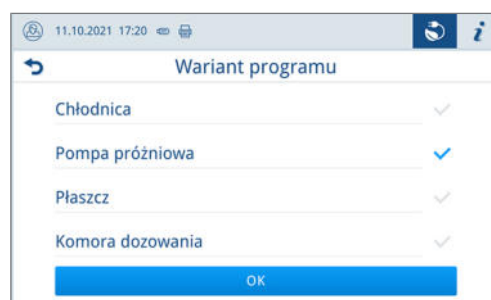 11.10.2021 17:20
i
Wariant programu
Chłodnica
Pompa próżniowa
Płaszcz
Komora dozowania
OK